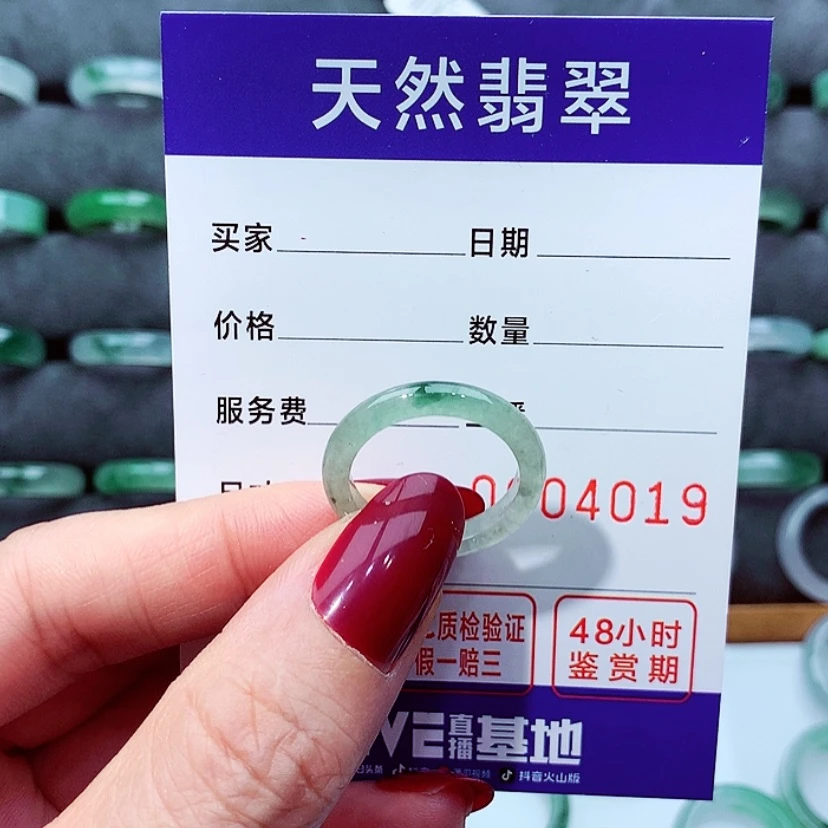 天然翡翠
买家 日期
价格 数量
服务费
04019
质检验证 48小时
假一赔三 鉴赏期
VE直播基地
抖音火山版